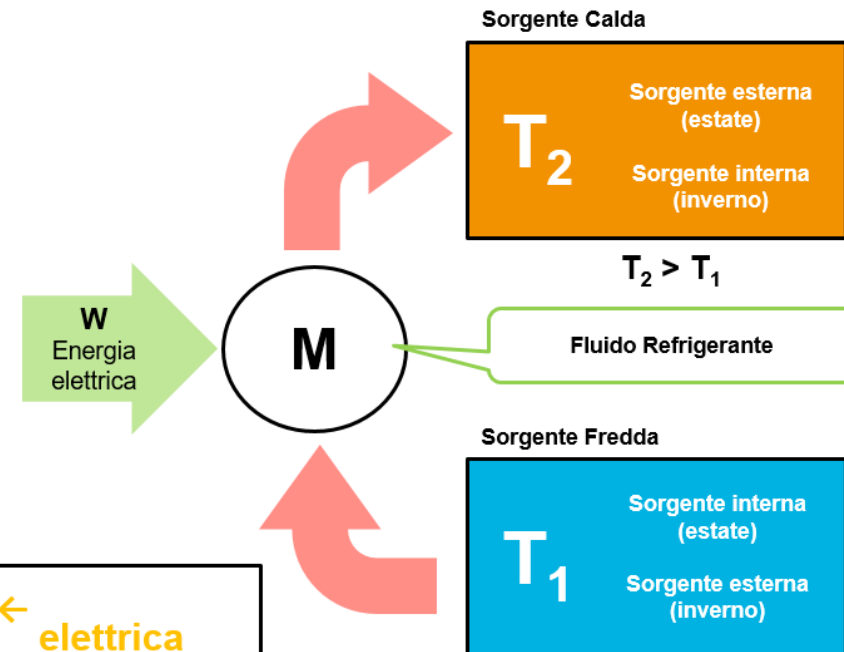 Sorgente Calda
T2
Sorgente esterna
(estate)
Sorgente interna
(inverno)
T2 > T1
W
Energia
elettrica
M
Fluido Refrigerante
Sorgente Fredda
T1
Sorgente interna
(estate)
Sorgente esterna
(inverno)
←
elettrica